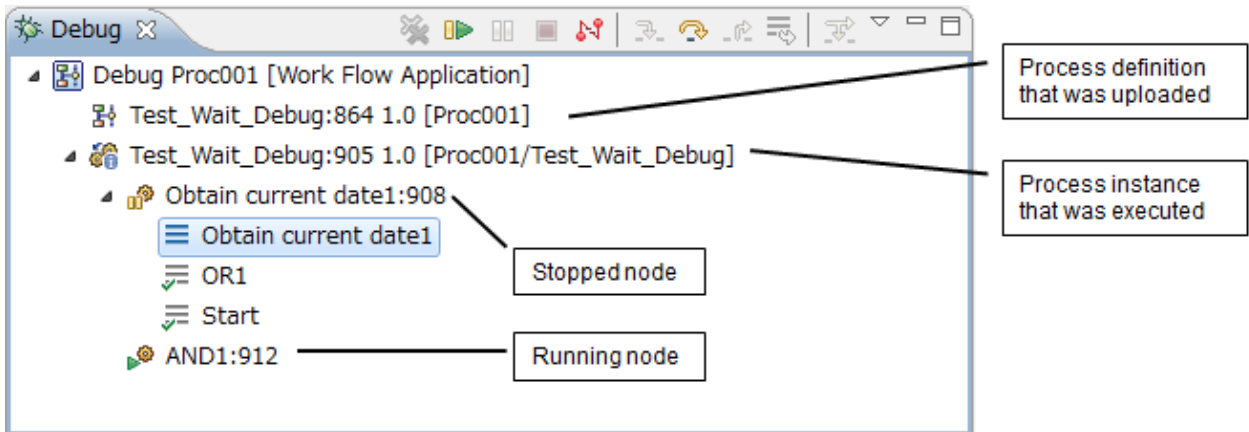 Debug
Debug Proc001 [Work Flow Application]
Test_Wait_Debug:864 1.0 [Proc001]
Test_Wait_Debug:905 1.0 [Proc001/Test_Wait_Debug]
Obtain current date1:908
Obtain current date1
OR1
Start
AND1:912
Process definition
that was uploaded
Process instance
that was executed
Stopped node
Running node